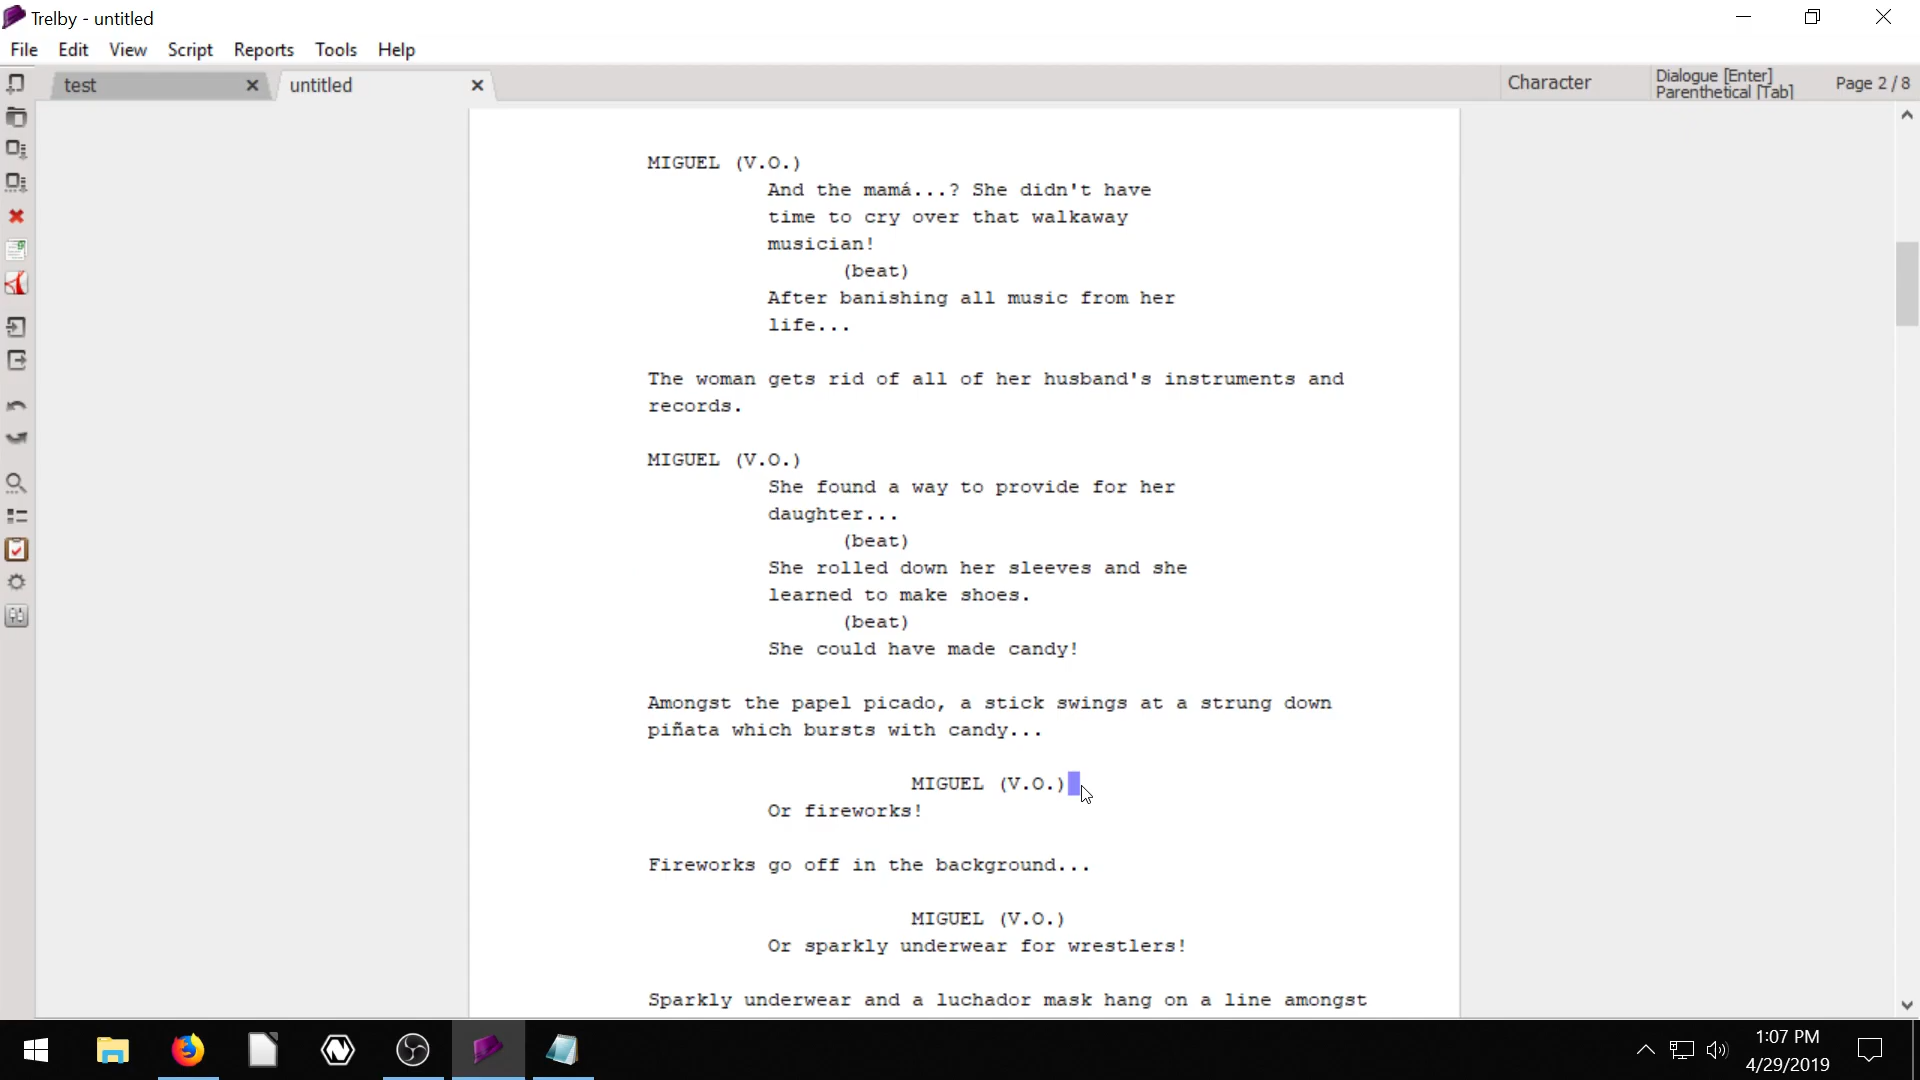 Trelby - untitled
File Edit View Script Reports Tools Help
test untitled Character Dialogue [Enter] Page 2 / 8
Parenthetical [Tab]
MIGUEL (V.O.)
And the mamá...? She didn't have
time to cry over that walkaway
musician!
(beat)
After banishing all music from her
life...
The woman gets rid of all of her husband's instruments and
records.
MIGUEL (V.O.)
She found a way to provide for her
daughter...
(beat)
She rolled down her sleeves and she
learned to make shoes.
(beat)
She could have made candy!
Amongst the papel picado, a stick swings at a strung down
piñata which bursts with candy...
MIGUEL (V.O.)
Or fireworks!
Fireworks go off in the background...
MIGUEL (V.O.)
Or sparkly underwear for wrestlers!
Sparkly underwear and a luchador mask hang on a line amongst
1:07 PM
4/29/2019